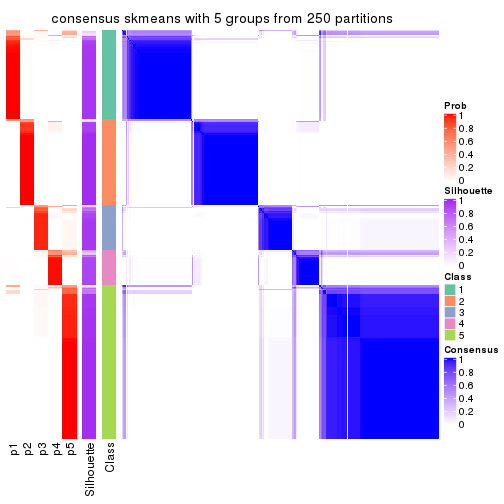 consensus skmeans with 5 groups from 250 partitions
Prob
1
0.8
0.6
0.4
0.2
0
Silhouette
1
0.8
0.6
0.4
0.2
0
Class
1
2
3
4
5
Consensus
1
0.8
0.6
0.4
0.2
0
p1
p2
p3
p4
p5
Silhouette
Class